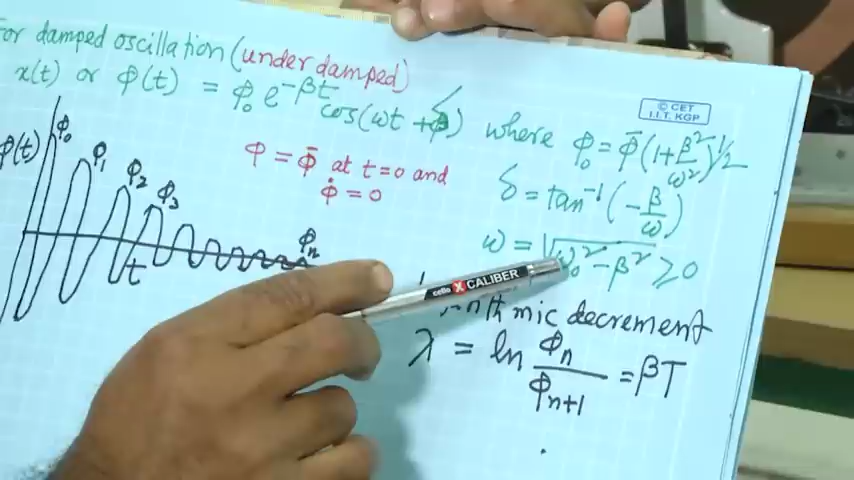 For damped oscillation (under damped)
x(t) or Φ(t) = Φ₀ e^{-βt} cos(ωt + δ) where Φ₀ = Φ̄ (1 + β²/ω²)^{1/2}
© CET
I.I.T. KGP
Φ = Φ̄ at t=0 and
Φ̇ = 0
δ = tan⁻¹ (-β/ω)
ω = √(ω₀² - β²) ≥ 0
Φ(t)
Φ₀
Φ₁
Φ₂
Φ₃
Φn
t
cello X CALIBER
decrement
λ = ln Φn/Φn+1 = βT